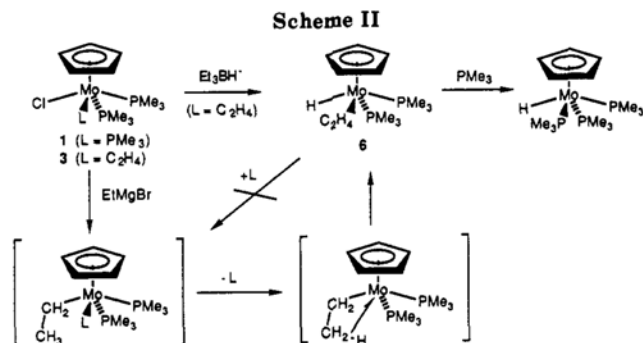 Scheme II
Cl Mo PMe3 L PMe3
1 (L = PMe3)
3 (L = C2H4)
Et3BH-
(L = C2H4)
H Mo PMe3 C2H4 PMe3
6
PMe3
H Mo PMe3 PMe3 Me3P
EtMgBr
+L
Mo PMe3 L PMe3 CH2 CH3
- L
Mo PMe3 PMe3 CH2 CH2-H